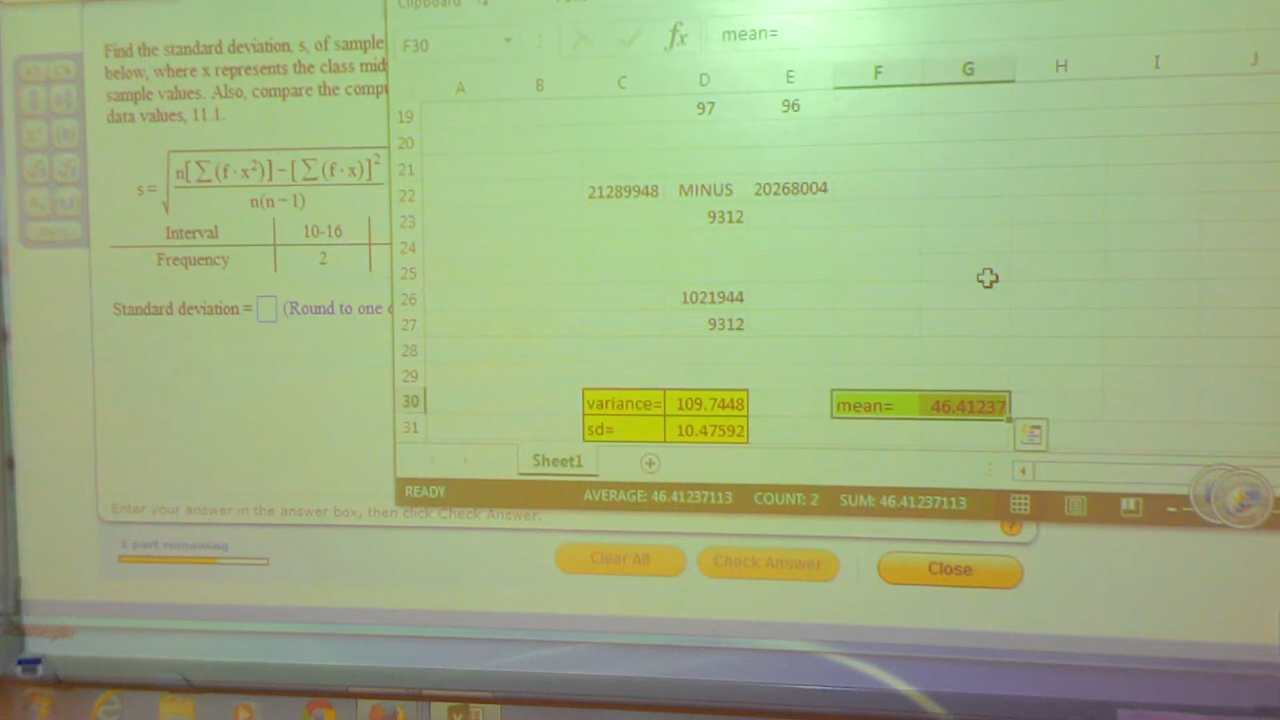 Clipboard
F30
fx
mean=
Find the standard deviation, s, of sample
below, where x represents the class mid
sample values. Also, compare the comp
data values, 11.1.
s = √ n[∑(f·x²)]−[∑(f·x)]²
n(n−1)
Interval 10-16
Frequency 2
Standard deviation = (Round to one
A B C D E F G H I J
19 97 96
20
21
22 21289948 MINUS 20268004
23 9312
24
25
26 1021944
27 9312
28
29
30 variance= 109.7448 mean= 46.41237
31 sd= 10.47592
Sheet1
READY AVERAGE: 46.41237113 COUNT: 2 SUM: 46.41237113
Enter your answer in the answer box, then click Check Answer.
1 part remaining
Clear All Check Answer Close